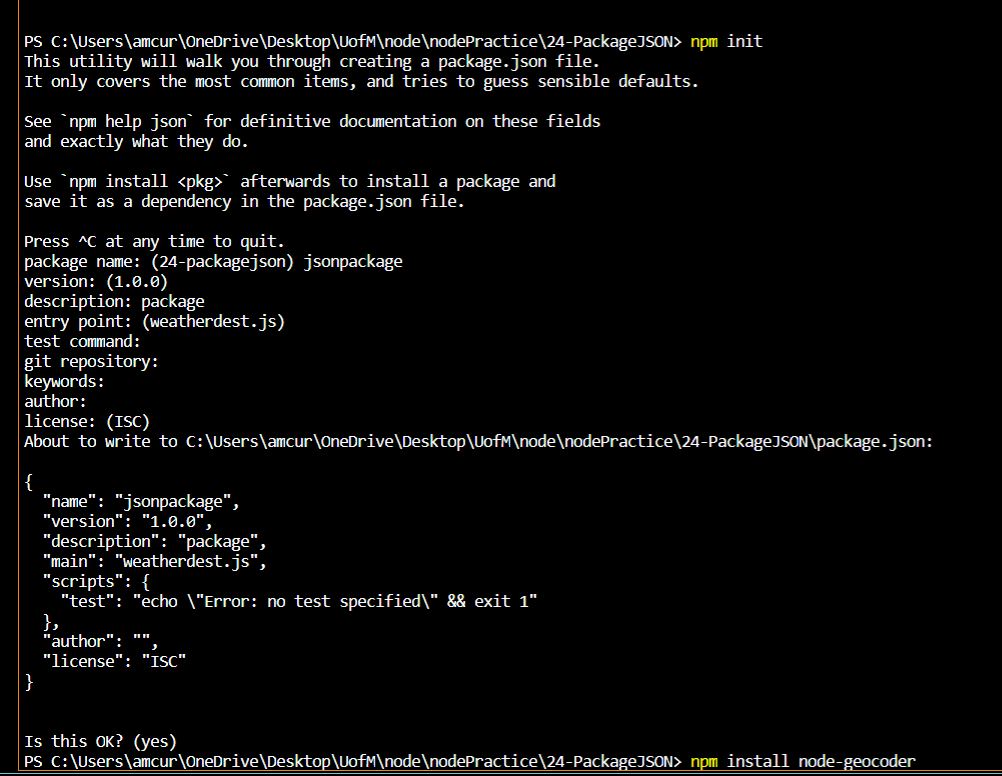 PS C:\Users\amcur\OneDrive\Desktop\UofM\node\nodePractice\24-PackageJSON> npm init
This utility will walk you through creating a package.json file.
It only covers the most common items, and tries to guess sensible defaults.
See `npm help json` for definitive documentation on these fields
and exactly what they do.
Use `npm install <pkg>` afterwards to install a package and
save it as a dependency in the package.json file.
Press ^C at any time to quit.
package name: (24-packagejson) jsonpackage
version: (1.0.0)
description: package
entry point: (weatherdest.js)
test command:
git repository:
keywords:
author:
license: (ISC)
About to write to C:\Users\amcur\OneDrive\Desktop\UofM\node\nodePractice\24-PackageJSON\package.json:
{
  "name": "jsonpackage",
  "version": "1.0.0",
  "description": "package",
  "main": "weatherdest.js",
  "scripts": {
    "test": "echo \"Error: no test specified\" && exit 1"
  },
  "author": "",
  "license": "ISC"
}
Is this OK? (yes)
PS C:\Users\amcur\OneDrive\Desktop\UofM\node\nodePractice\24-PackageJSON> npm install node-geocoder